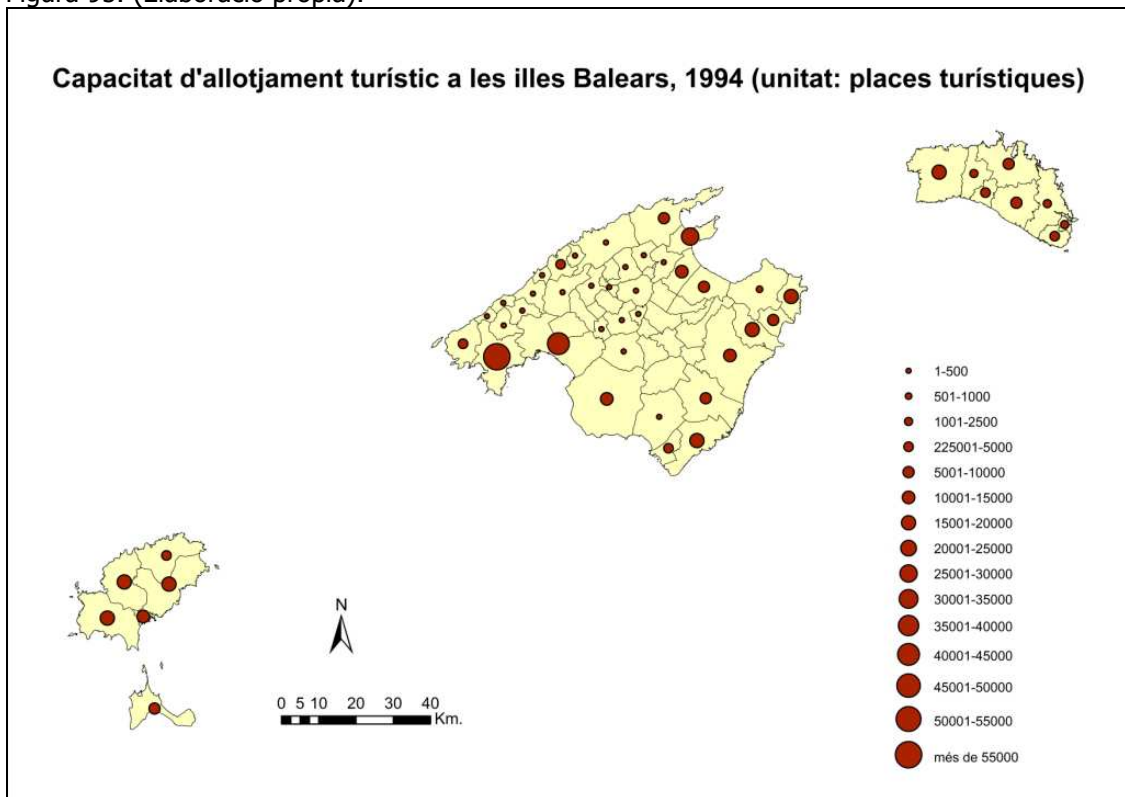 Capacitat d'allotjament turístic a les illes Balears, 1994 (unitat: places turístiques)
1-500
501-1000
1001-2500
225001-5000
5001-10000
10001-15000
15001-20000
20001-25000
25001-30000
30001-35000
35001-40000
40001-45000
45001-50000
50001-55000
més de 55000
N
0 5 10 20 30 40
Km.